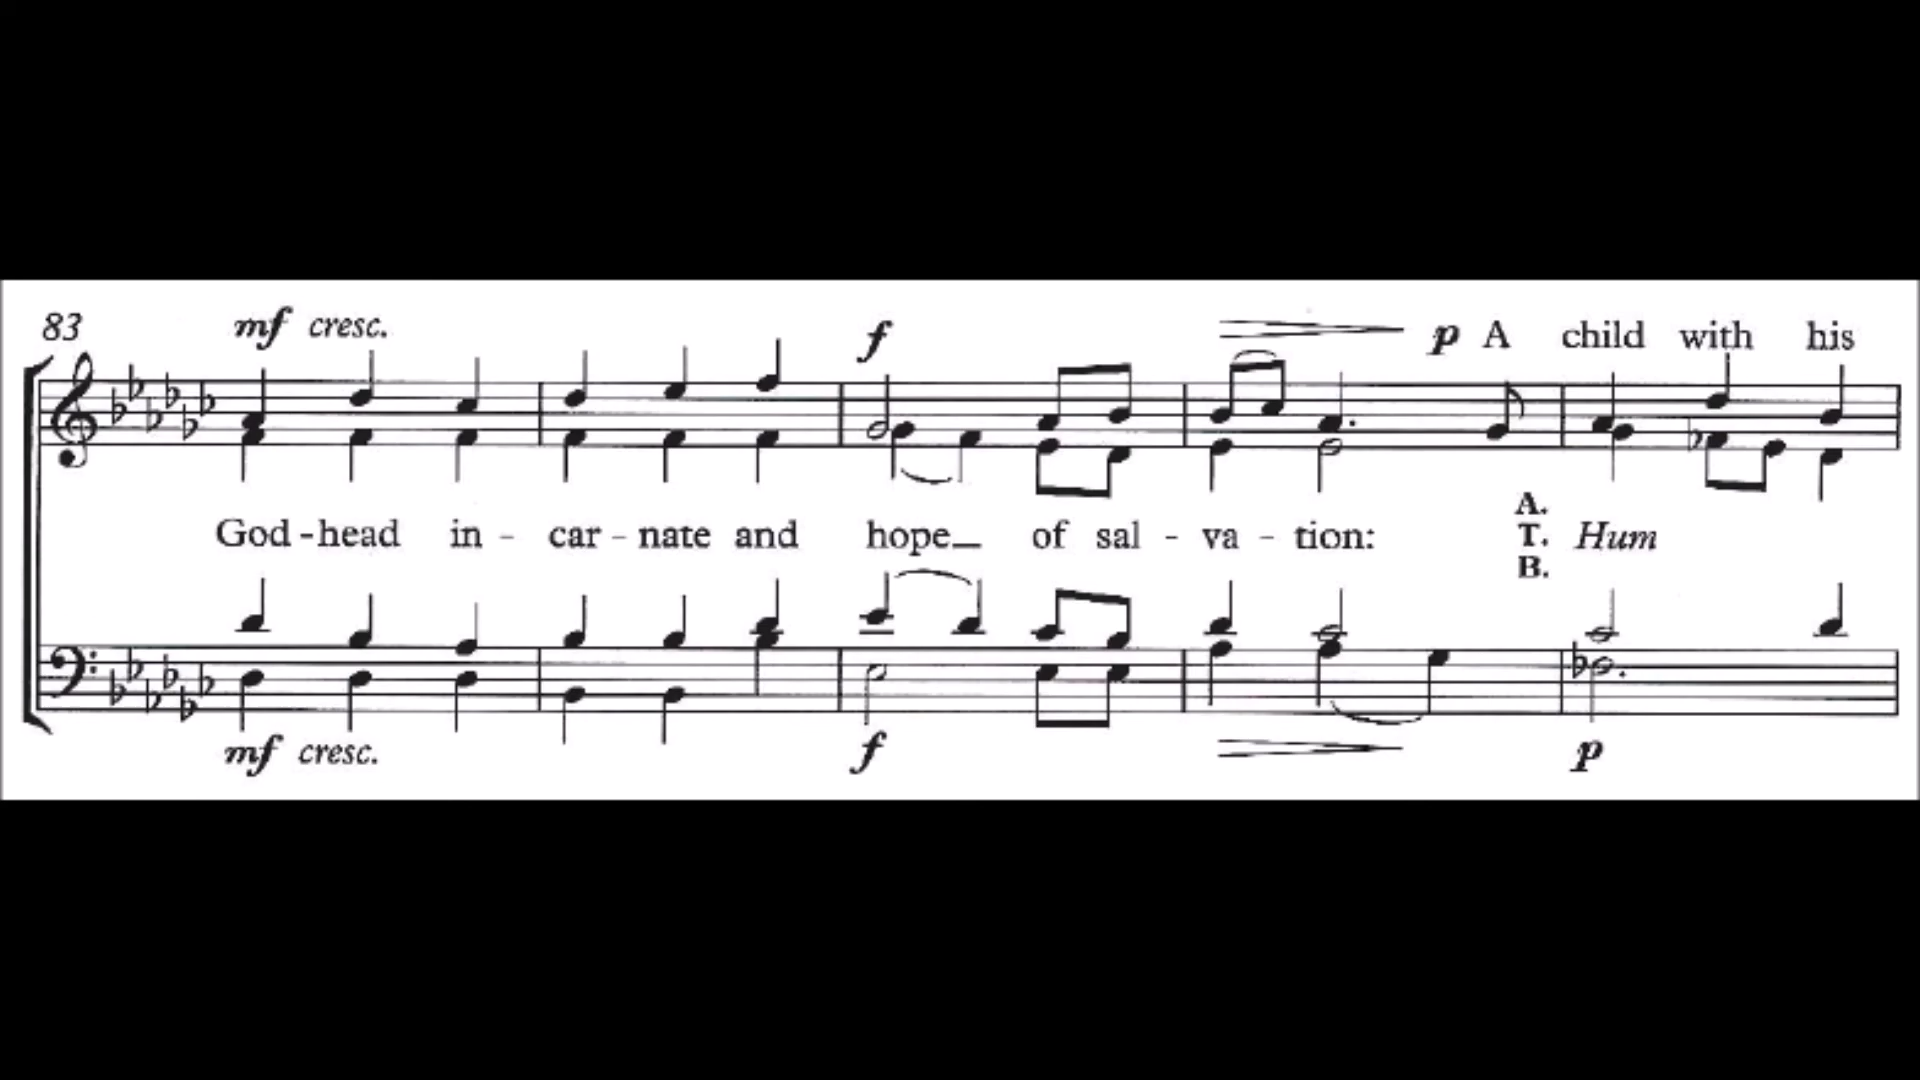 83 mf cresc. f p A child with his
God-head in-car-nate and hope_ of sal-va-tion:
A.
T. Hum
B.
mf cresc. f p